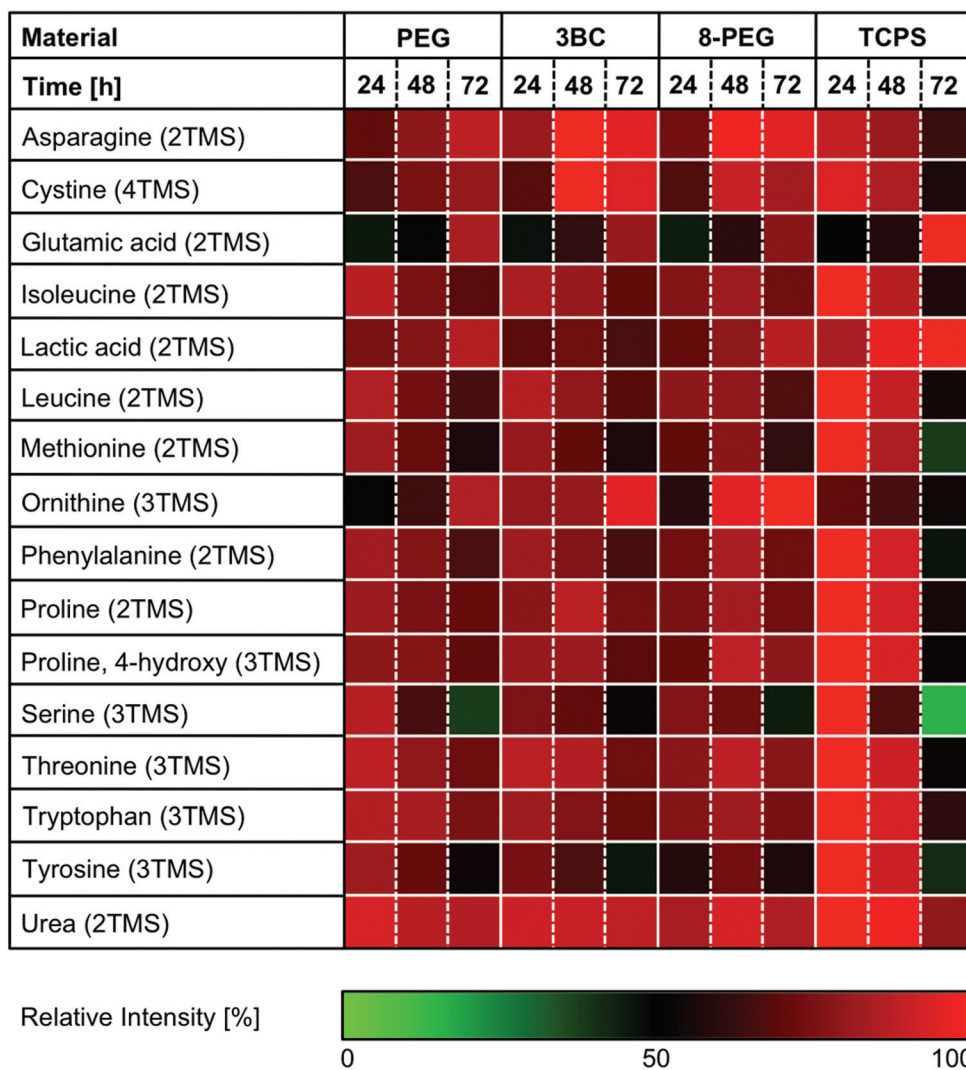 Material PEG 3BC 8-PEG TCPS
Time [h] 24 48 72 24 48 72 24 48 72 24 48 72
Asparagine (2TMS)
Cystine (4TMS)
Glutamic acid (2TMS)
Isoleucine (2TMS)
Lactic acid (2TMS)
Leucine (2TMS)
Methionine (2TMS)
Ornithine (3TMS)
Phenylalanine (2TMS)
Proline (2TMS)
Proline, 4-hydroxy (3TMS)
Serine (3TMS)
Threonine (3TMS)
Tryptophan (3TMS)
Tyrosine (3TMS)
Urea (2TMS)
Relative Intensity [%]
0 50 100